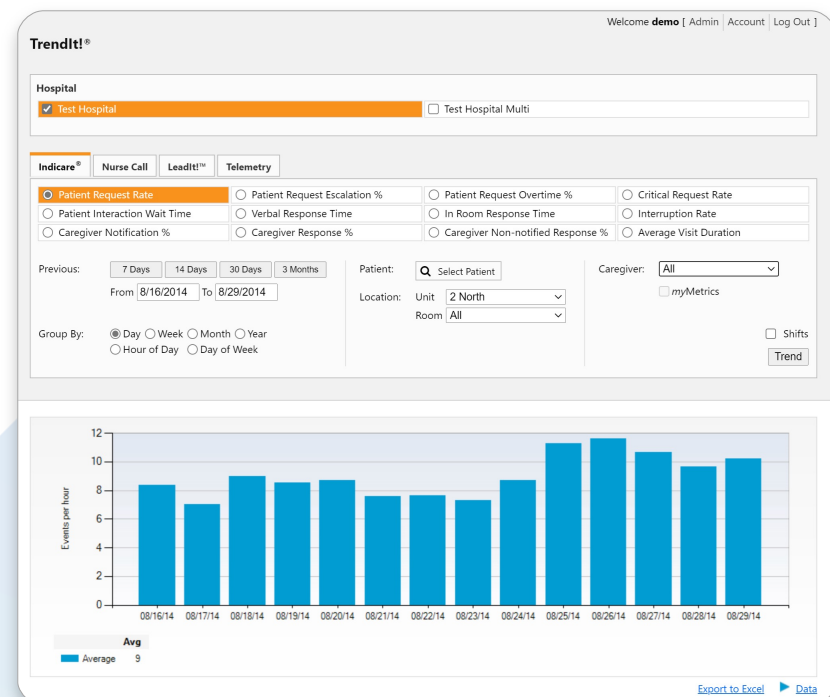 Welcome demo [ Admin | Account | Log Out ]
TrendIt!®
Hospital
Test Hospital
Test Hospital Multi
Indicare®
Nurse Call
LeadIt!™
Telemetry
Patient Request Rate
Patient Request Escalation %
Patient Request Overtime %
Critical Request Rate
Patient Interaction Wait Time
Verbal Response Time
In Room Response Time
Interruption Rate
Caregiver Notification %
Caregiver Response %
Caregiver Non-notified Response %
Average Visit Duration
Previous:
7 Days
14 Days
30 Days
3 Months
From 8/16/2014 To 8/29/2014
Group By:
Day Week Month Year
Hour of Day Day of Week
Patient:
Select Patient
Location:
Unit 2 North
Room All
Caregiver:
All
myMetrics
Shifts
Trend
Events per hour
12
10
8
6
4
2
0
08/16/14 08/17/14 08/18/14 08/19/14 08/20/14 08/21/14 08/22/14 08/23/14 08/24/14 08/25/14 08/26/14 08/27/14 08/28/14 08/29/14
Avg
Average 9
Export to Excel
Data